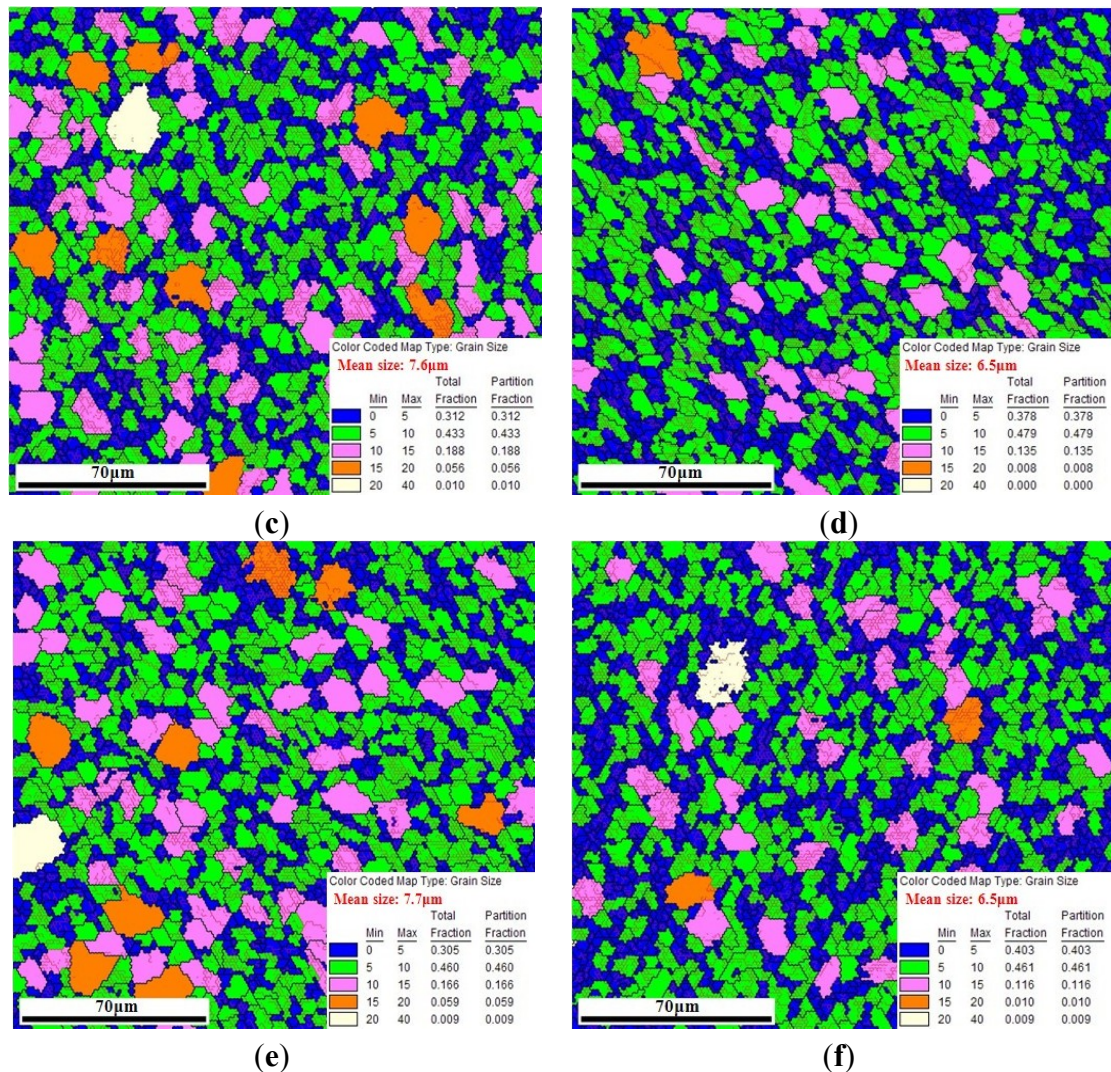 Color Coded Map Type: Grain Size
Mean size: 7.6μm
Total Partition
Min Max Fraction Fraction
0 5 0.312 0.312
5 10 0.433 0.433
10 15 0.188 0.188
15 20 0.056 0.056
20 40 0.010 0.010
70μm
(c)
Color Coded Map Type: Grain Size
Mean size: 6.5μm
Total Partition
Min Max Fraction Fraction
0 5 0.378 0.378
5 10 0.479 0.479
10 15 0.135 0.135
15 20 0.008 0.008
20 40 0.000 0.000
70μm
(d)
Color Coded Map Type: Grain Size
Mean size: 7.7μm
Total Partition
Min Max Fraction Fraction
0 5 0.305 0.305
5 10 0.460 0.460
10 15 0.166 0.166
15 20 0.059 0.059
20 40 0.009 0.009
70μm
(e)
Color Coded Map Type: Grain Size
Mean size: 6.5μm
Total Partition
Min Max Fraction Fraction
0 5 0.403 0.403
5 10 0.461 0.461
10 15 0.116 0.116
15 20 0.010 0.010
20 40 0.009 0.009
70μm
(f)